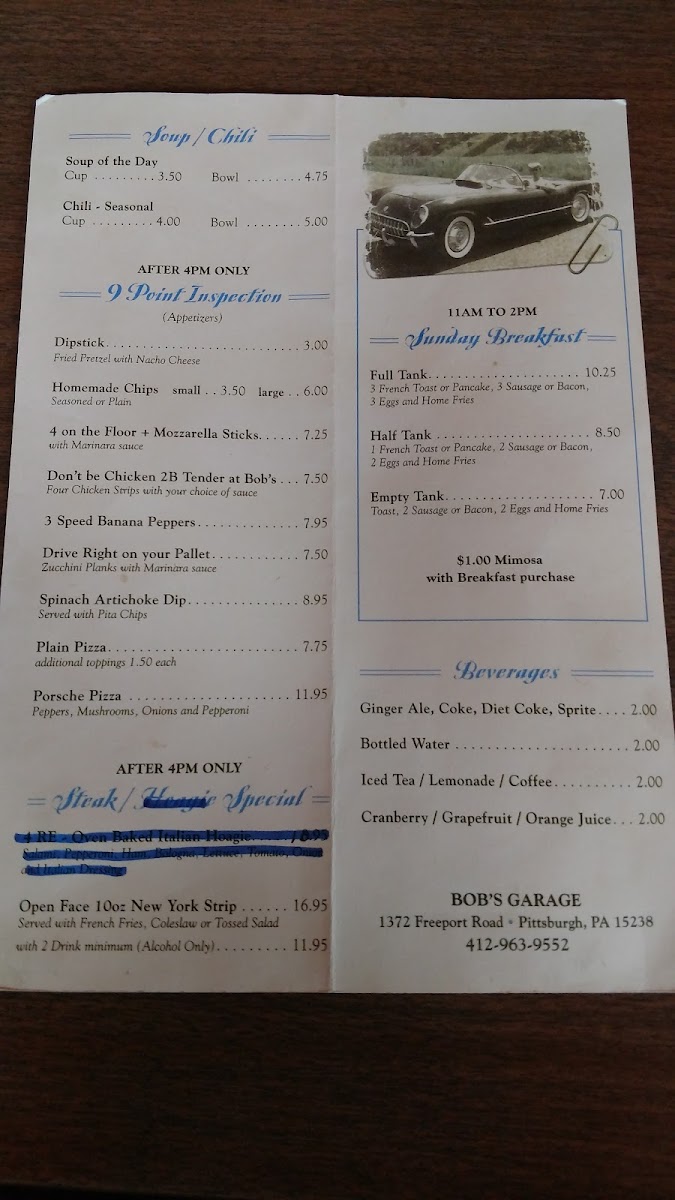 Soup / Chili
Soup of the Day
Cup . . . . . . . . . 3.50 Bowl . . . . . . . . 4.75
Chili - Seasonal
Cup . . . . . . . . . 4.00 Bowl . . . . . . . . 5.00
AFTER 4PM ONLY
9 Point Inspection
(Appetizers)
Dipstick. . . . . . . . . . . . . . . . . . . . . . . . . . 3.00
Fried Pretzel with Nacho Cheese
Homemade Chips small . . 3.50 large . . 6.00
Seasoned or Plain
4 on the Floor + Mozzarella Sticks. . . . . . 7.25
with Marinara sauce
Don't be Chicken 2B Tender at Bob's . . . 7.50
Four Chicken Strips with your choice of sauce
3 Speed Banana Peppers. . . . . . . . . . . . . 7.95
Drive Right on your Pallet. . . . . . . . . . . 7.50
Zucchini Planks with Marinara sauce
Spinach Artichoke Dip. . . . . . . . . . . . . . 8.95
Served with Pita Chips
Plain Pizza. . . . . . . . . . . . . . . . . . . . . . . . 7.75
additional toppings 1.50 each
Porsche Pizza . . . . . . . . . . . . . . . . . . . . 11.95
Peppers, Mushrooms, Onions and Pepperoni
AFTER 4PM ONLY
Steak / Hoagie Special
4 RE - Oven Baked Italian Hoagie. . . . . . 8.95
Salami, Pepperoni, Ham, Bologna, Lettuce, Tomato,
and Italian Dressing
Open Face 10oz New York Strip . . . . . . 16.95
Served with French Fries, Coleslaw or Tossed Salad
with 2 Drink minimum (Alcohol Only). . . . . . . . . . 11.95
11AM TO 2PM
Sunday Breakfast
Full Tank. . . . . . . . . . . . . . . . . . . . . 10.25
3 French Toast or Pancake, 3 Sausage or Bacon,
3 Eggs and Home Fries
Half Tank . . . . . . . . . . . . . . . . . . . . . 8.50
1 French Toast or Pancake, 2 Sausage or Bacon,
2 Eggs and Home Fries
Empty Tank. . . . . . . . . . . . . . . . . . . . 7.00
Toast, 2 Sausage or Bacon, 2 Eggs and Home Fries
$1.00 Mimosa
with Breakfast purchase
Beverages
Ginger Ale, Coke, Diet Coke, Sprite. . . . 2.00
Bottled Water . . . . . . . . . . . . . . . . . . . . . . 2.00
Iced Tea / Lemonade / Coffee. . . . . . . . . . 2.00
Cranberry / Grapefruit / Orange Juice. . . 2.00
BOB'S GARAGE
1372 Freeport Road • Pittsburgh, PA 15238
412-963-9552